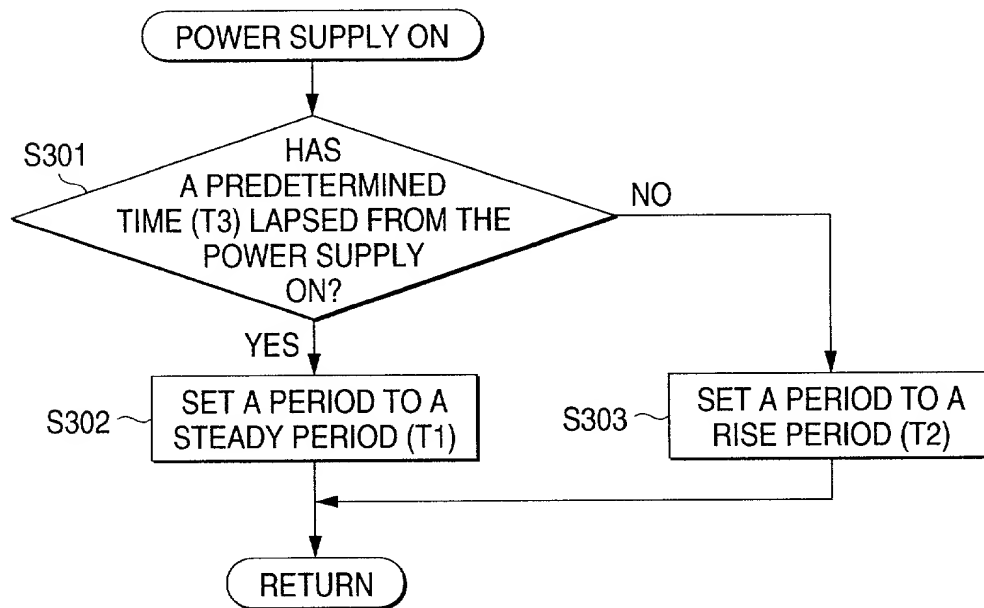 POWER SUPPLY ON
S301
HAS
A PREDETERMINED
TIME (T3) LAPSED FROM THE
POWER SUPPLY
ON?
NO
YES
S302
SET A PERIOD TO A
STEADY PERIOD (T1)
S303
SET A PERIOD TO A
RISE PERIOD (T2)
RETURN